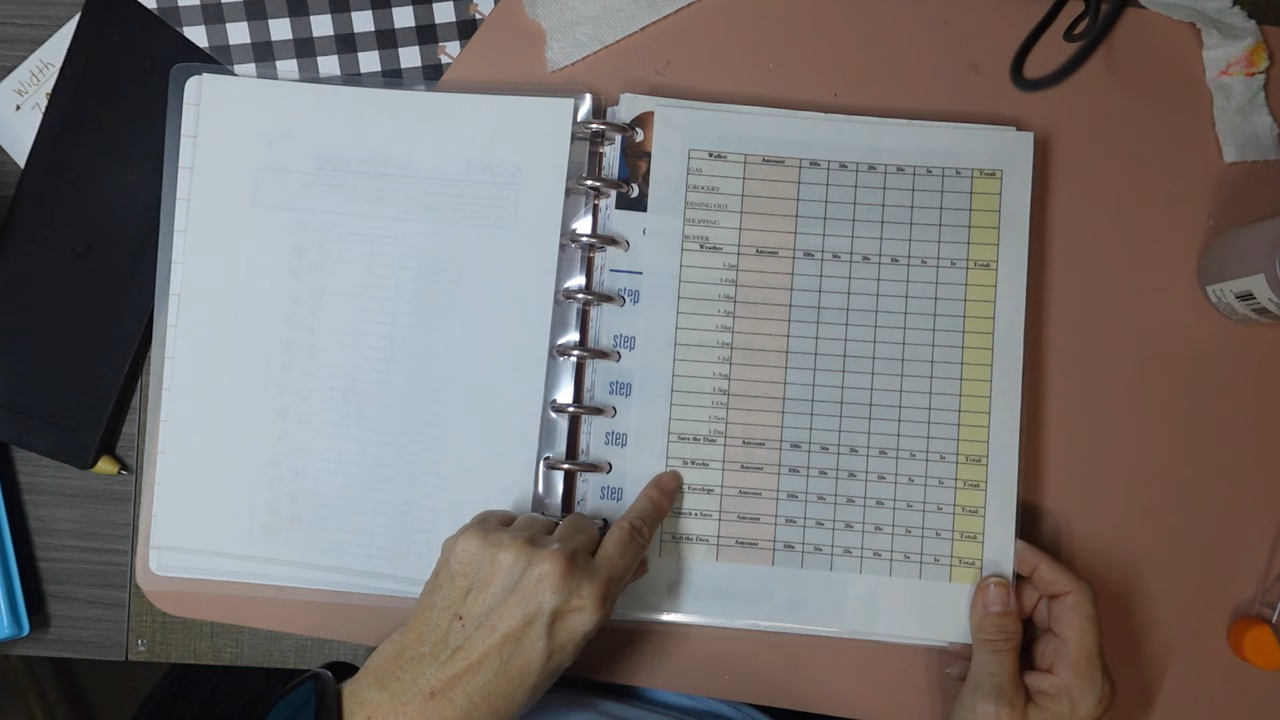 Width
step
step
step
step
step
Wallet: Amount 100s 50s 20s 10s 5s 1s Total:
GAS
GROCERY
DINING OUT
SHOPPING
BUFFER
Weather Amount 100s 50s 20s 10s 5s 1s Total:
1-Jan
1-Feb
1-Mar
1-Apr
1-May
1-Jun
1-Jul
1-Aug
1-Sep
1-Oct
1-Nov
1-Dec
Save the Date Amount 100s 50s 20s 10s 5s 1s Total:
26 Weeks Amount 100s 50s 20s 10s 5s 1s Total:
Envelope Amount 100s 50s 20s 10s 5s 1s Total:
n Save Amount 100s 50s 20s 10s 5s 1s Total:
Roll the Dice Amount 100s 50s 20s 10s 5s 1s Total: